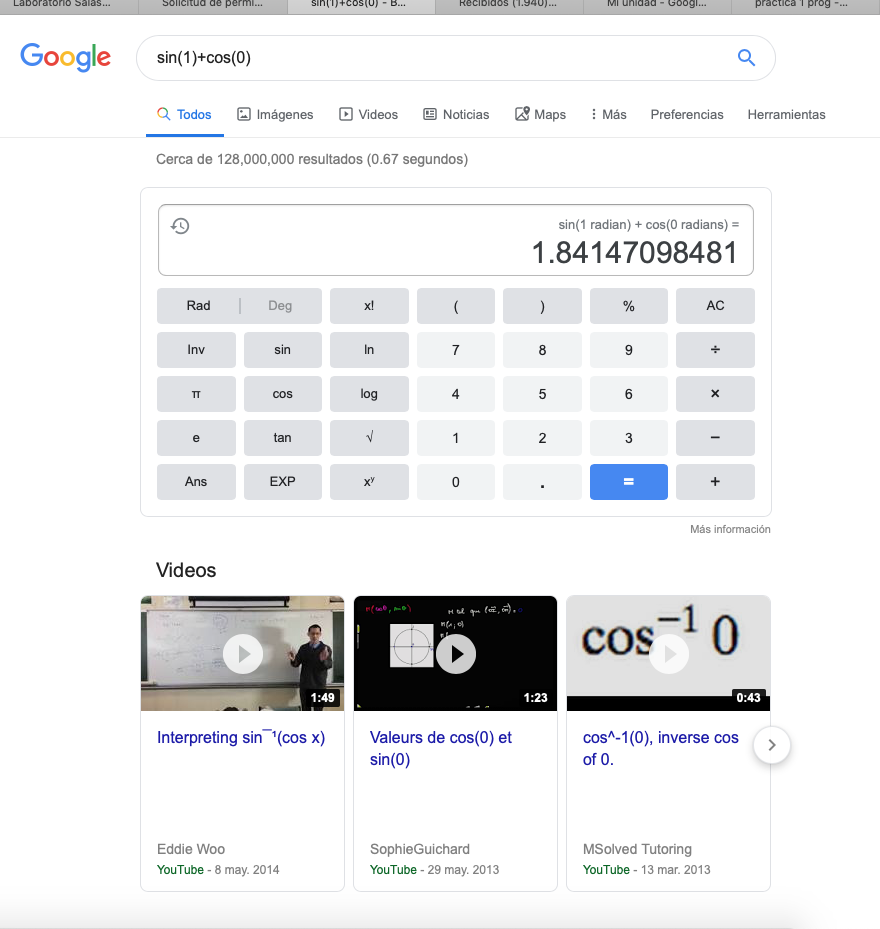 Laboratorio Salas...
Solicitud de permi...
sin(1)+cos(0) - B...
Recibidos (1.940)...
Mi unidad - Googl...
práctica 1 prog -...
Google
sin(1)+cos(0)
Todos
Imágenes
Videos
Noticias
Maps
Más
Preferencias
Herramientas
Cerca de 128,000,000 resultados (0.67 segundos)
sin(1 radian) + cos(0 radians) =
1.84147098481
Rad | Deg x! ( ) % AC
Inv sin ln 7 8 9 ÷
π cos log 4 5 6 ×
e tan √ 1 2 3 −
Ans EXP xʸ 0 . = +
Más información
Videos
1:49
1:23
cos⁻¹ 0
0:43
Interpreting sin¯¹(cos x)
Eddie Woo
YouTube - 8 may. 2014
Valeurs de cos(0) et
sin(0)
SophieGuichard
YouTube - 29 may. 2013
cos^-1(0), inverse cos
of 0.
MSolved Tutoring
YouTube - 13 mar. 2013